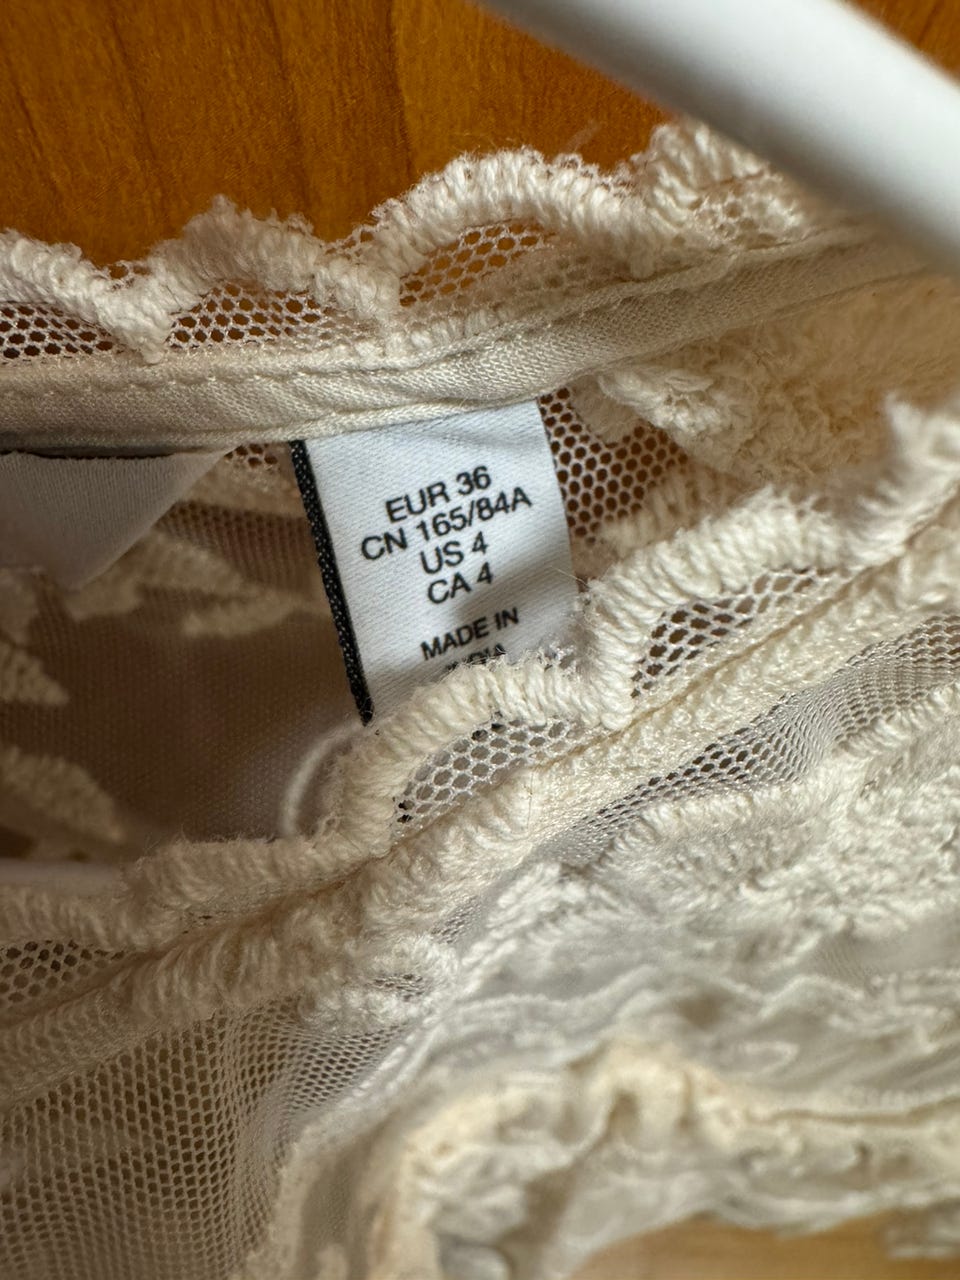 EUR 36
CN 165/84A
US 4
CA 4
MADE IN